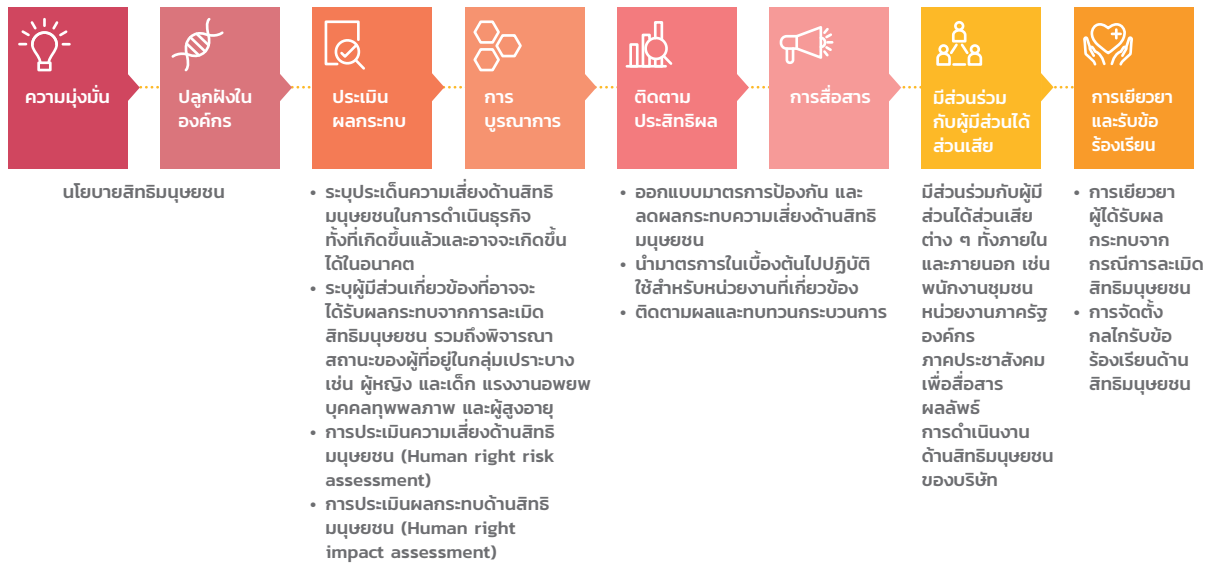 ความมุ่งมั่น
ปลูกฝังใน
องค์กร
ประเมิน
ผลกระทบ
การ
บูรณาการ
ติดตาม
ประสิทธิผล
การสื่อสาร
มีส่วนร่วม
กับผู้มีส่วนได้
ส่วนเสีย
การเยียวยา
และรับข้อ
ร้องเรียน
นโยบายสิทธิมนุษยชน
• ระบุประเด็นความเสี่ยงด้านสิทธิ
มนุษยชนในการดำเนินธุรกิจ
ทั้งที่เกิดขึ้นแล้วและอาจจะเกิดขึ้น
ได้ในอนาคต
• ระบุผู้มีส่วนเกี่ยวข้องที่อาจจะ
ได้รับผลกระทบจากการละเมิด
สิทธิมนุษยชน รวมถึงพิจารณา
สถานะของผู้ที่อยู่ในกลุ่มเปราะบาง
เช่น ผู้หญิง และเด็ก แรงงานอพยพ
บุคคลทุพพลภาพ และผู้สูงอายุ
• การประเมินความเสี่ยงด้านสิทธิ
มนุษยชน (Human right risk
assessment)
• การประเมินผลกระทบด้านสิทธิ
มนุษยชน (Human right
impact assessment)
• ออกแบบมาตรการป้องกัน และ
ลดผลกระทบความเสี่ยงด้านสิทธิ
มนุษยชน
• นำมาตรการในเบื้องต้นไปปฏิบัติ
ใช้สำหรับหน่วยงานที่เกี่ยวข้อง
• ติดตามผลและทบทวนกระบวนการ
มีส่วนร่วมกับผู้มี
ส่วนได้ส่วนเสีย
ต่าง ๆ ทั้งภายใน
และภายนอก เช่น
พนักงานชุมชน
หน่วยงานภาครัฐ
องค์กร
ภาคประชาสังคม
เพื่อสื่อสาร
ผลลัพธ์
การดำเนินงาน
ด้านสิทธิมนุษยชน
ของบริษัท
• การเยียวยา
ผู้ได้รับผล
กระทบจาก
กรณีการละเมิด
สิทธิมนุษยชน
• การจัดตั้ง
กลไกรับข้อ
ร้องเรียนด้าน
สิทธิมนุษยชน